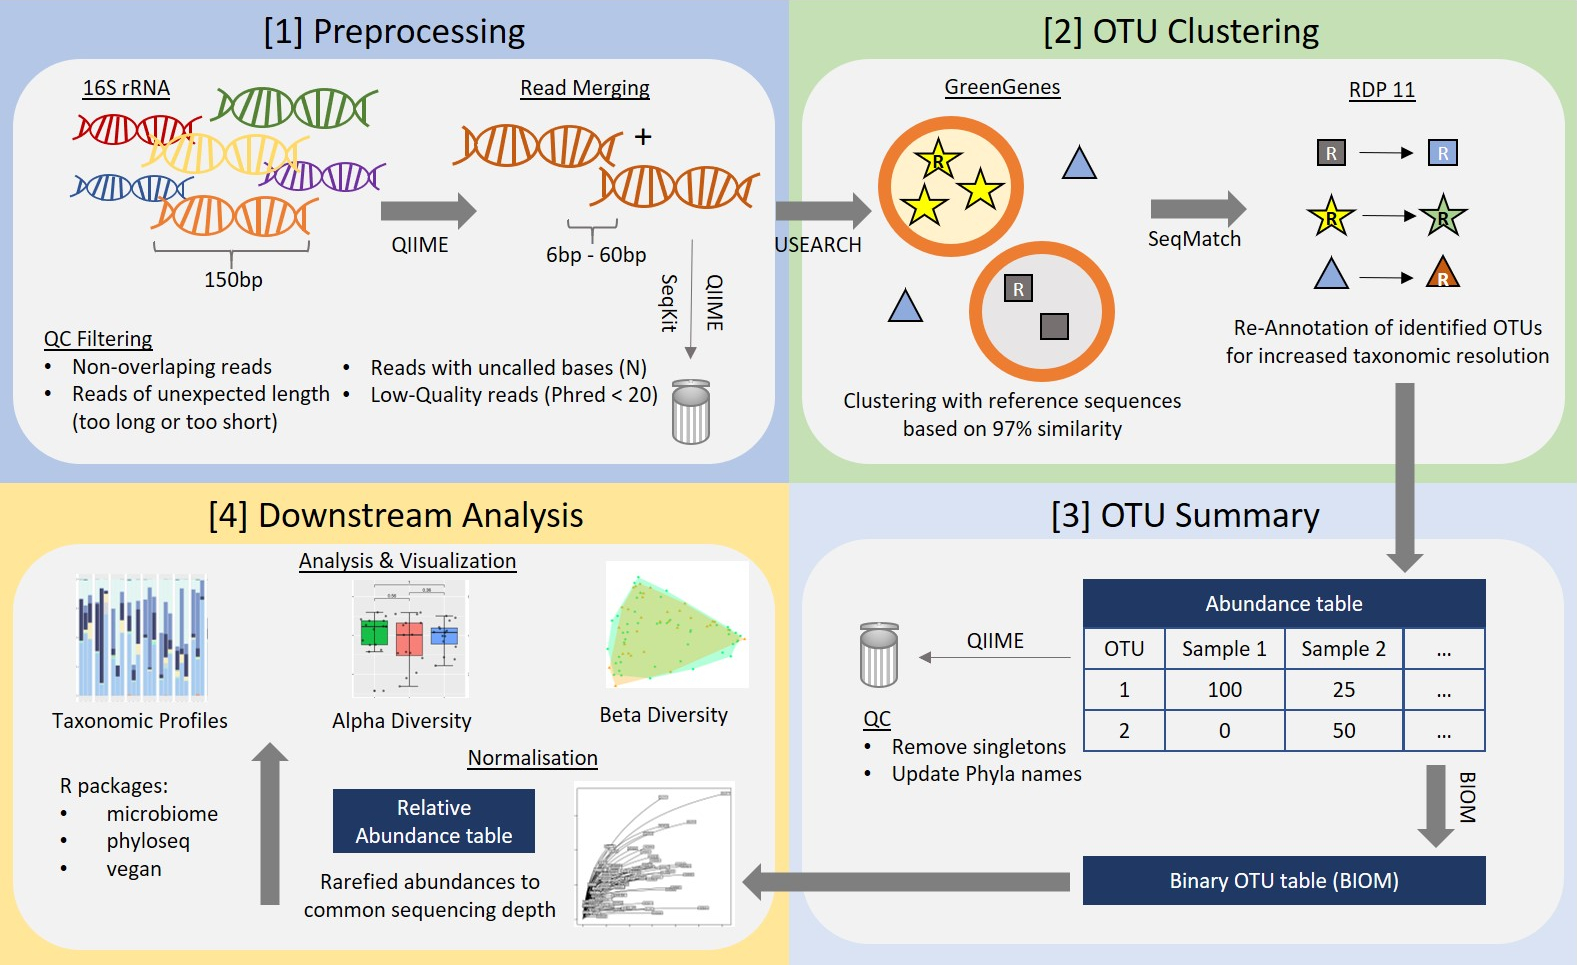 [1] Preprocessing
16S rRNA
Read Merging
+
150bp
QIIME
6bp - 60bp
SeqKit
QIIME
QC Filtering
• Non-overlaping reads
• Reads of unexpected length
(too long or too short)
• Reads with uncalled bases (N)
• Low-Quality reads (Phred < 20)
USEARCH
[2] OTU Clustering
GreenGenes
R
R
Clustering with reference sequences
based on 97% similarity
SeqMatch
RDP 11
R R
R R
R
Re-Annotation of identified OTUs
for increased taxonomic resolution
[3] OTU Summary
Abundance table
OTU Sample 1 Sample 2 ...
1 100 25 ...
2 0 50 ...
QIIME
QC
• Remove singletons
• Update Phyla names
BIOM
Binary OTU table (BIOM)
[4] Downstream Analysis
Analysis & Visualization
Taxonomic Profiles
Alpha Diversity
Beta Diversity
Normalisation
Relative
Abundance table
Rarefied abundances to
common sequencing depth
R packages:
• microbiome
• phyloseq
• vegan